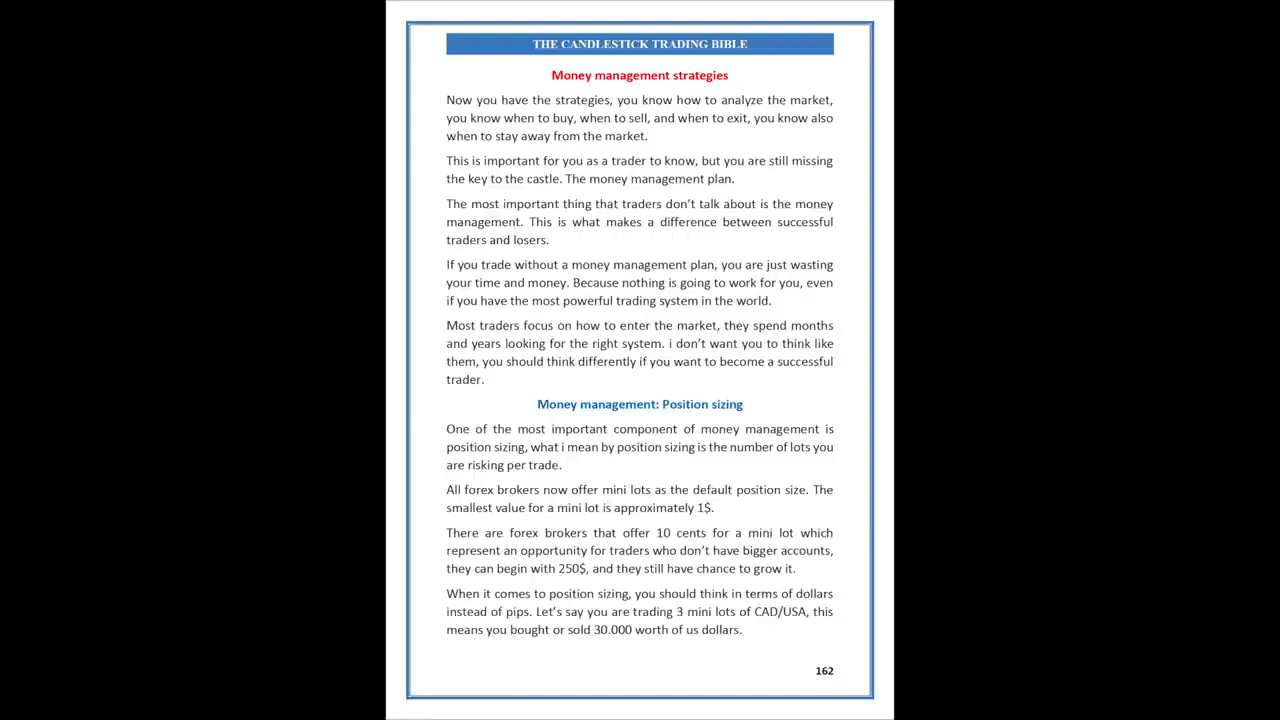 THE CANDLESTICK TRADING BIBLE
Money management strategies
Now you have the strategies, you know how to analyze the market,
you know when to buy, when to sell, and when to exit, you know also
when to stay away from the market.
This is important for you as a trader to know, but you are still missing
the key to the castle. The money management plan.
The most important thing that traders don't talk about is the money
management. This is what makes a difference between successful
traders and losers.
If you trade without a money management plan, you are just wasting
your time and money. Because nothing is going to work for you, even
if you have the most powerful trading system in the world.
Most traders focus on how to enter the market, they spend months
and years looking for the right system. i don't want you to think like
them, you should think differently if you want to become a successful
trader.
Money management: Position sizing
One of the most important component of money management is
position sizing, what i mean by position sizing is the number of lots you
are risking per trade.
All forex brokers now offer mini lots as the default position size. The
smallest value for a mini lot is approximately 1$.
There are forex brokers that offer 10 cents for a mini lot which
represent an opportunity for traders who don't have bigger accounts,
they can begin with 250$, and they still have chance to grow it.
When it comes to position sizing, you should think in terms of dollars
instead of pips. Let's say you are trading 3 mini lots of CAD/USA, this
means you bought or sold 30.000 worth of us dollars.
162